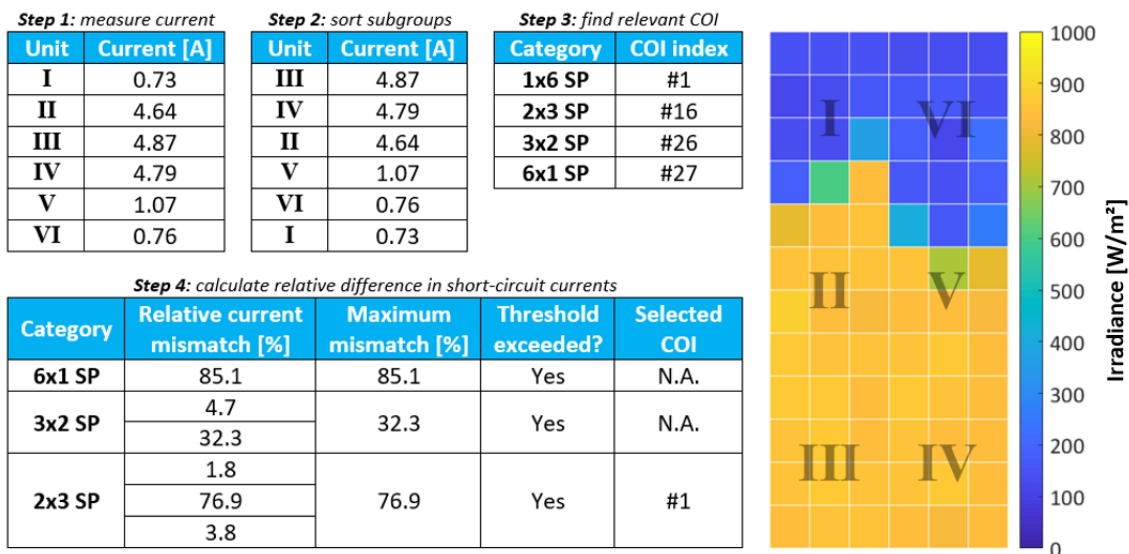 Step 1: measure current
Unit Current [A]
I 0.73
II 4.64
III 4.87
IV 4.79
V 1.07
VI 0.76
Step 2: sort subgroups
Unit Current [A]
III 4.87
IV 4.79
II 4.64
V 1.07
VI 0.76
I 0.73
Step 3: find relevant COI
Category COI index
1x6 SP #1
2x3 SP #16
3x2 SP #26
6x1 SP #27
Step 4: calculate relative difference in short-circuit currents
Category Relative current mismatch [%] Maximum mismatch [%] Threshold exceeded? Selected COI
6x1 SP 85.1 85.1 Yes N.A.
3x2 SP 4.7 32.3 Yes N.A.
32.3
2x3 SP 1.8 76.9 Yes #1
76.9
3.8
I VI
II V
III IV
1000
900
800
700
600
500
400
300
200
100
0
Irradiance [W/m²]